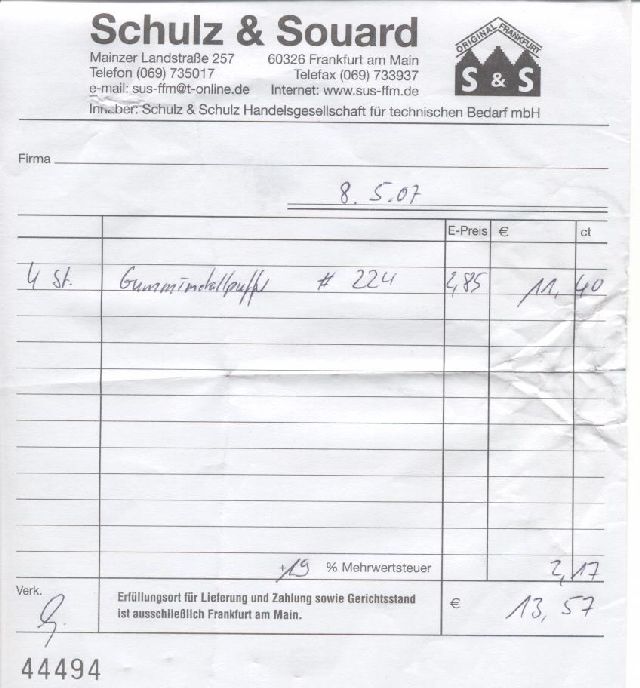 Schulz & Souard
Mainzer Landstraße 257 60326 Frankfurt am Main
Telefon (069) 735017 Telefax (069) 733937
e-mail: sus-ffm@t-online.de Internet: www.sus-ffm.de
Inhaber: Schulz & Schulz Handelsgesellschaft für technischen Bedarf mbH
ORIGINAL FRANKFURT
S & S
Firma
8.5.07
E-Preis € ct
4 St. # 224 2,85 11,40
+19 % Mehrwertsteuer 2,17
Verk. Erfüllungsort für Lieferung und Zahlung sowie Gerichtsstand
ist ausschließlich Frankfurt am Main.
€ 13,57
44494